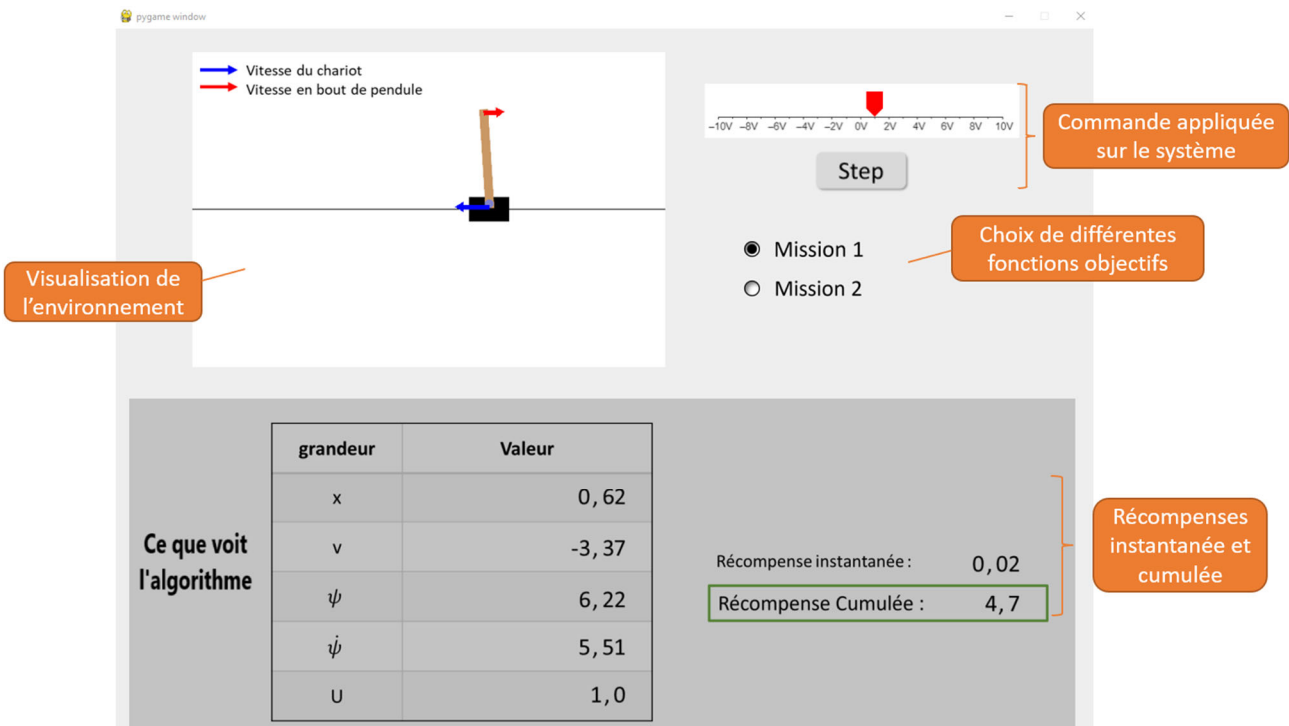 pygame window
Vitesse du chariot
Vitesse en bout de pendule
-10V -8V -6V -4V -2V 0V 2V 4V 6V 8V 10V
Step
Commande appliquée
sur le système
Mission 1
Mission 2
Choix de différentes
fonctions objectifs
Visualisation de
l'environnement
Ce que voit
l'algorithme
grandeur Valeur
x 0,62
v -3,37
ψ 6,22
ψ̇ 5,51
U 1,0
Récompense instantanée : 0,02
Récompense Cumulée : 4,7
Récompenses
instantanée et
cumulée